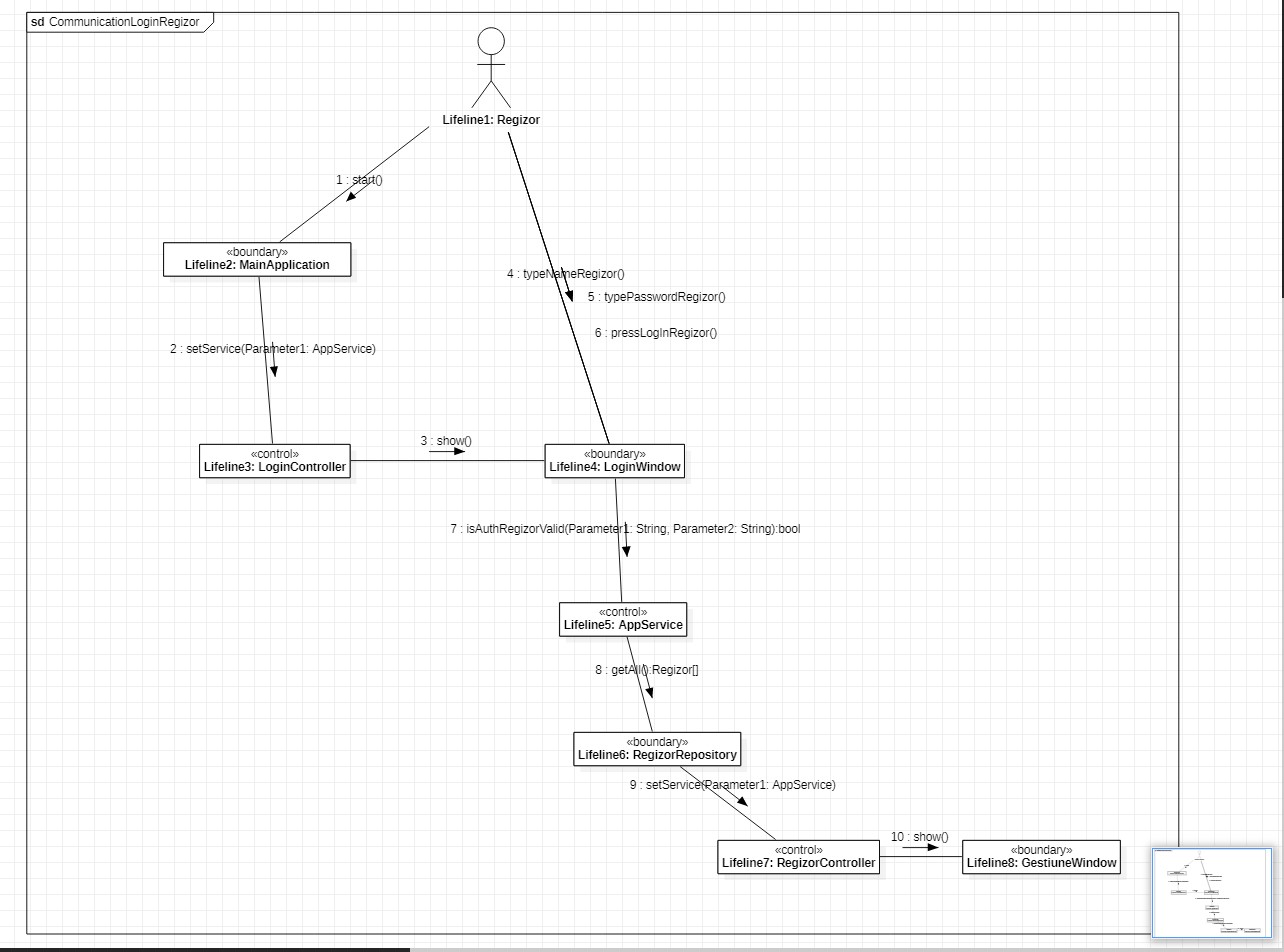 sd CommunicationLoginRegizor
Lifeline1: Regizor
1 : start()
«boundary»
Lifeline2: MainApplication
4 : typeNameRegizor()
5 : typePasswordRegizor()
6 : pressLogInRegizor()
2 : setService(Parameter1: AppService)
3 : show()
«control»
Lifeline3: LoginController
«boundary»
Lifeline4: LoginWindow
7 : isAuthRegizorValid(Parameter1: String, Parameter2: String):bool
«control»
Lifeline5: AppService
8 : getAll():Regizor[]
«boundary»
Lifeline6: RegizorRepository
9 : setService(Parameter1: AppService)
10 : show()
«control»
Lifeline7: RegizorController
«boundary»
Lifeline8: GestiuneWindow